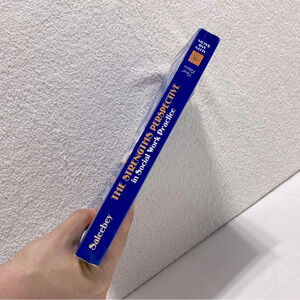 Saleebey
THE STRENGTHS PERSPECTIVE
in Social Work Practice